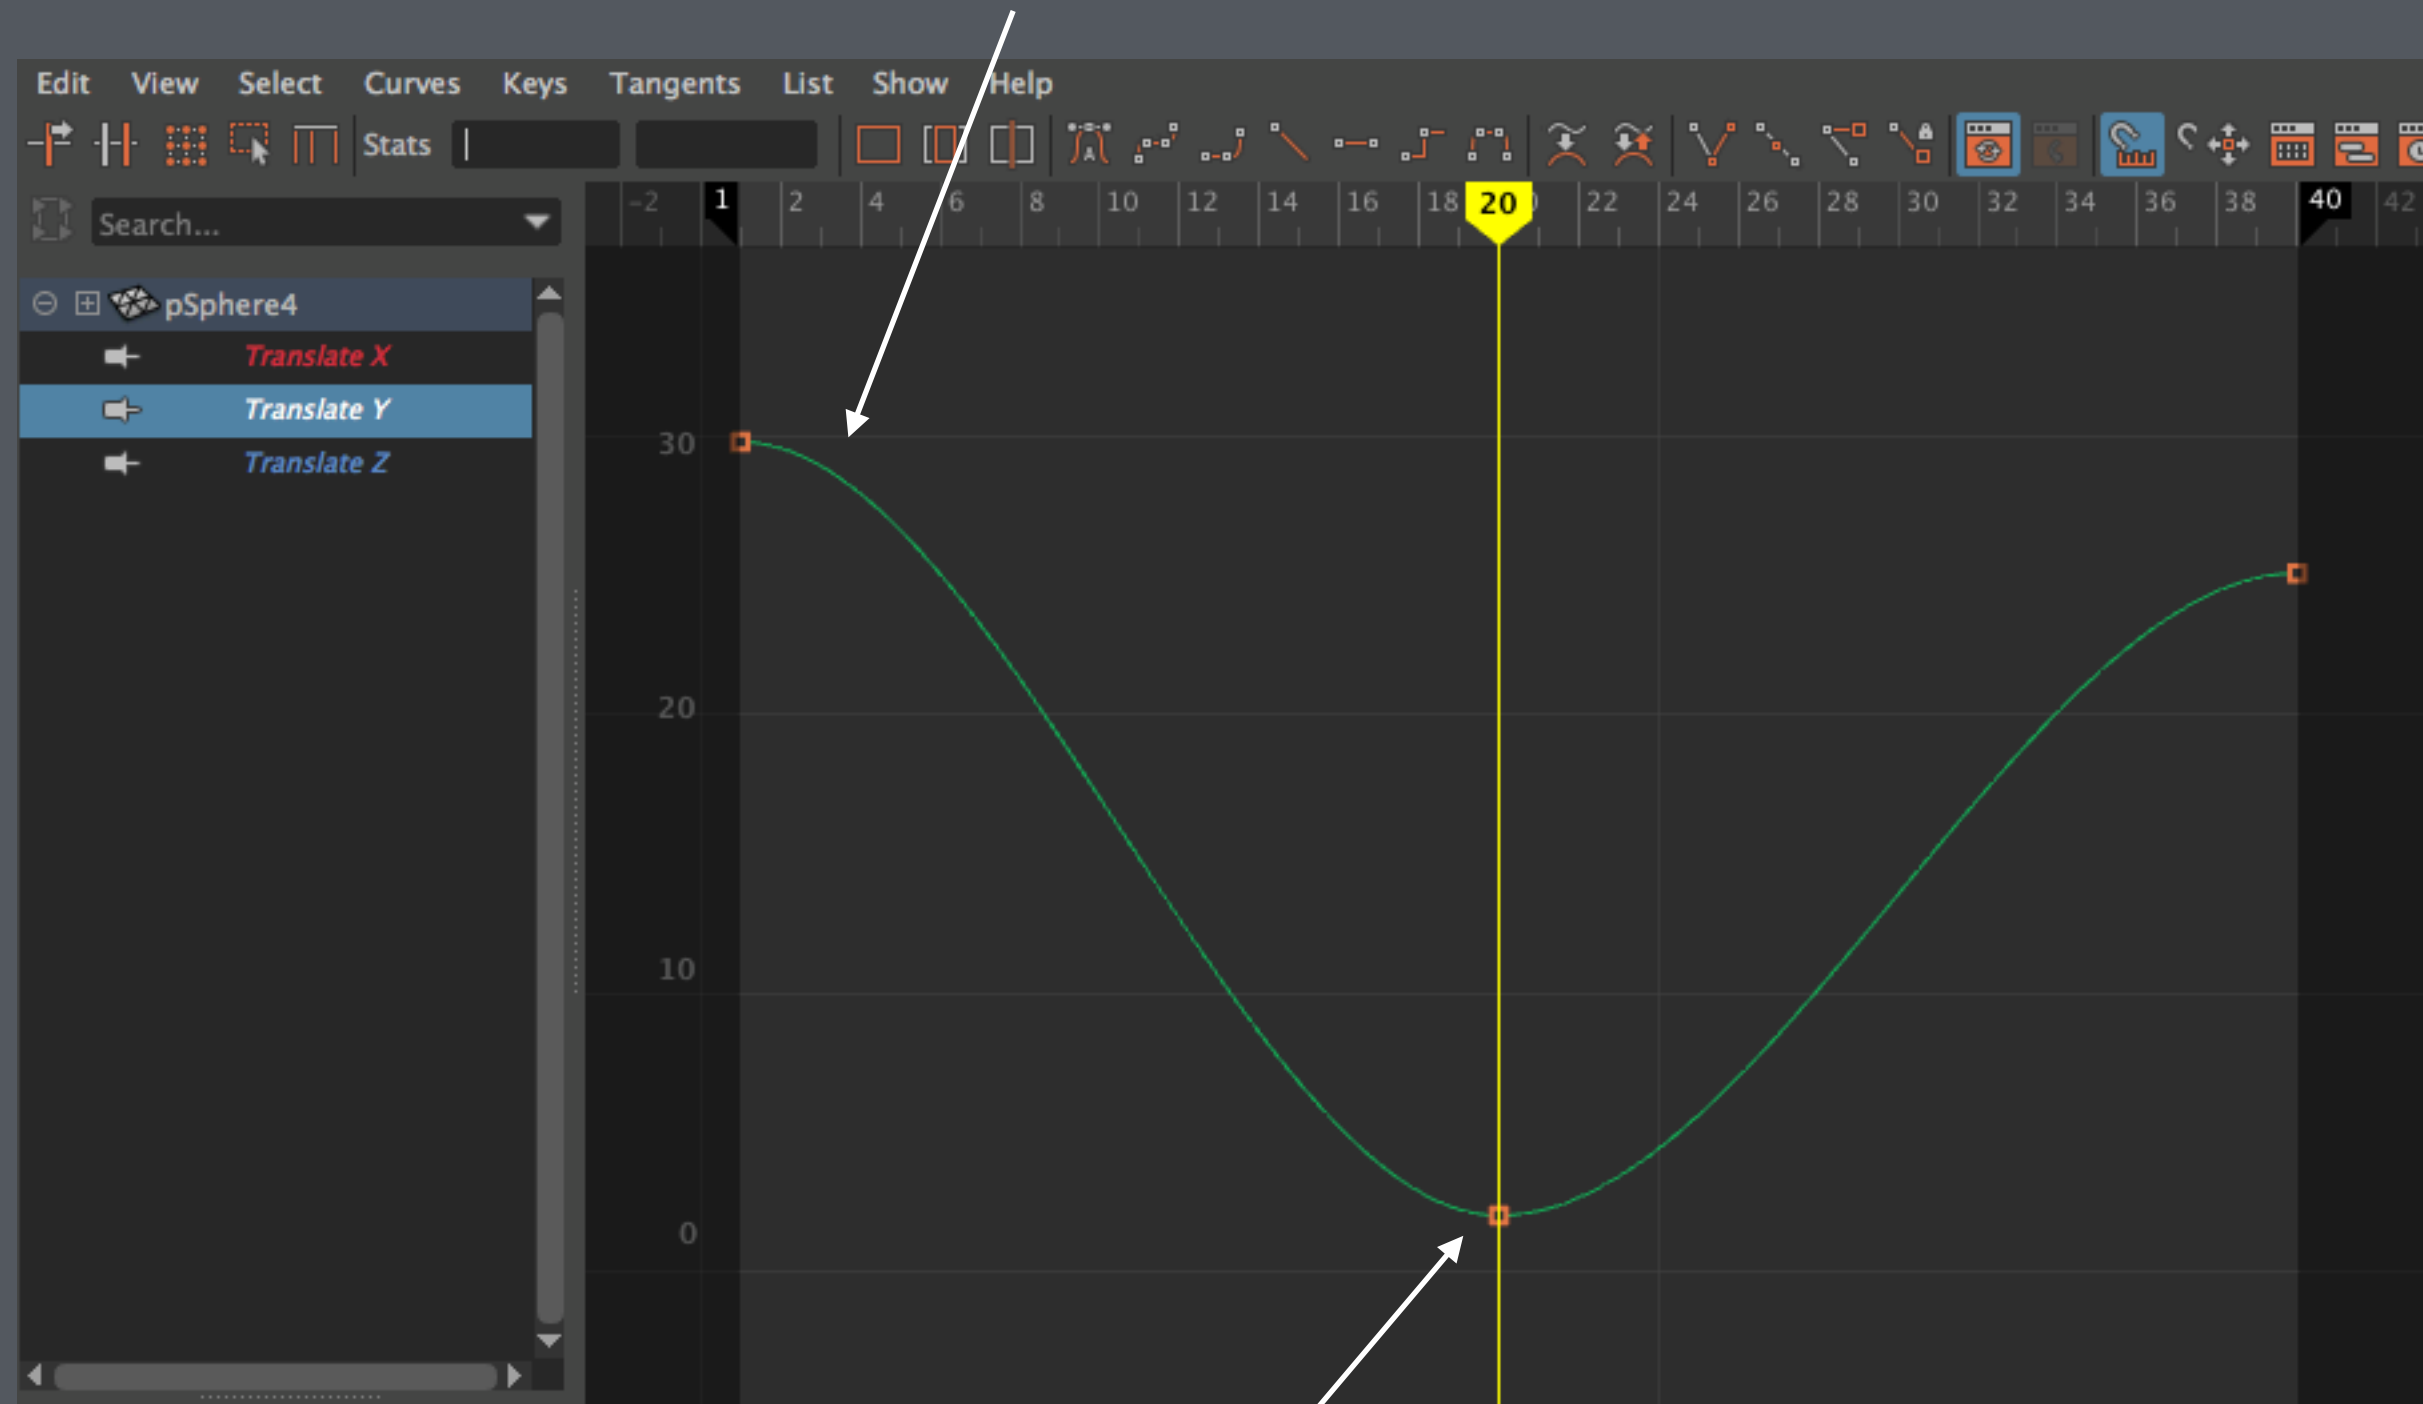 Edit View Select Curves Keys Tangents List Show Help
Stats
-2 1 2 4 6 8 10 12 14 16 18 20 22 24 26 28 30 32 34 36 38 40 42
Search...
pSphere4
Translate X
Translate Y
Translate Z
30
20
10
0